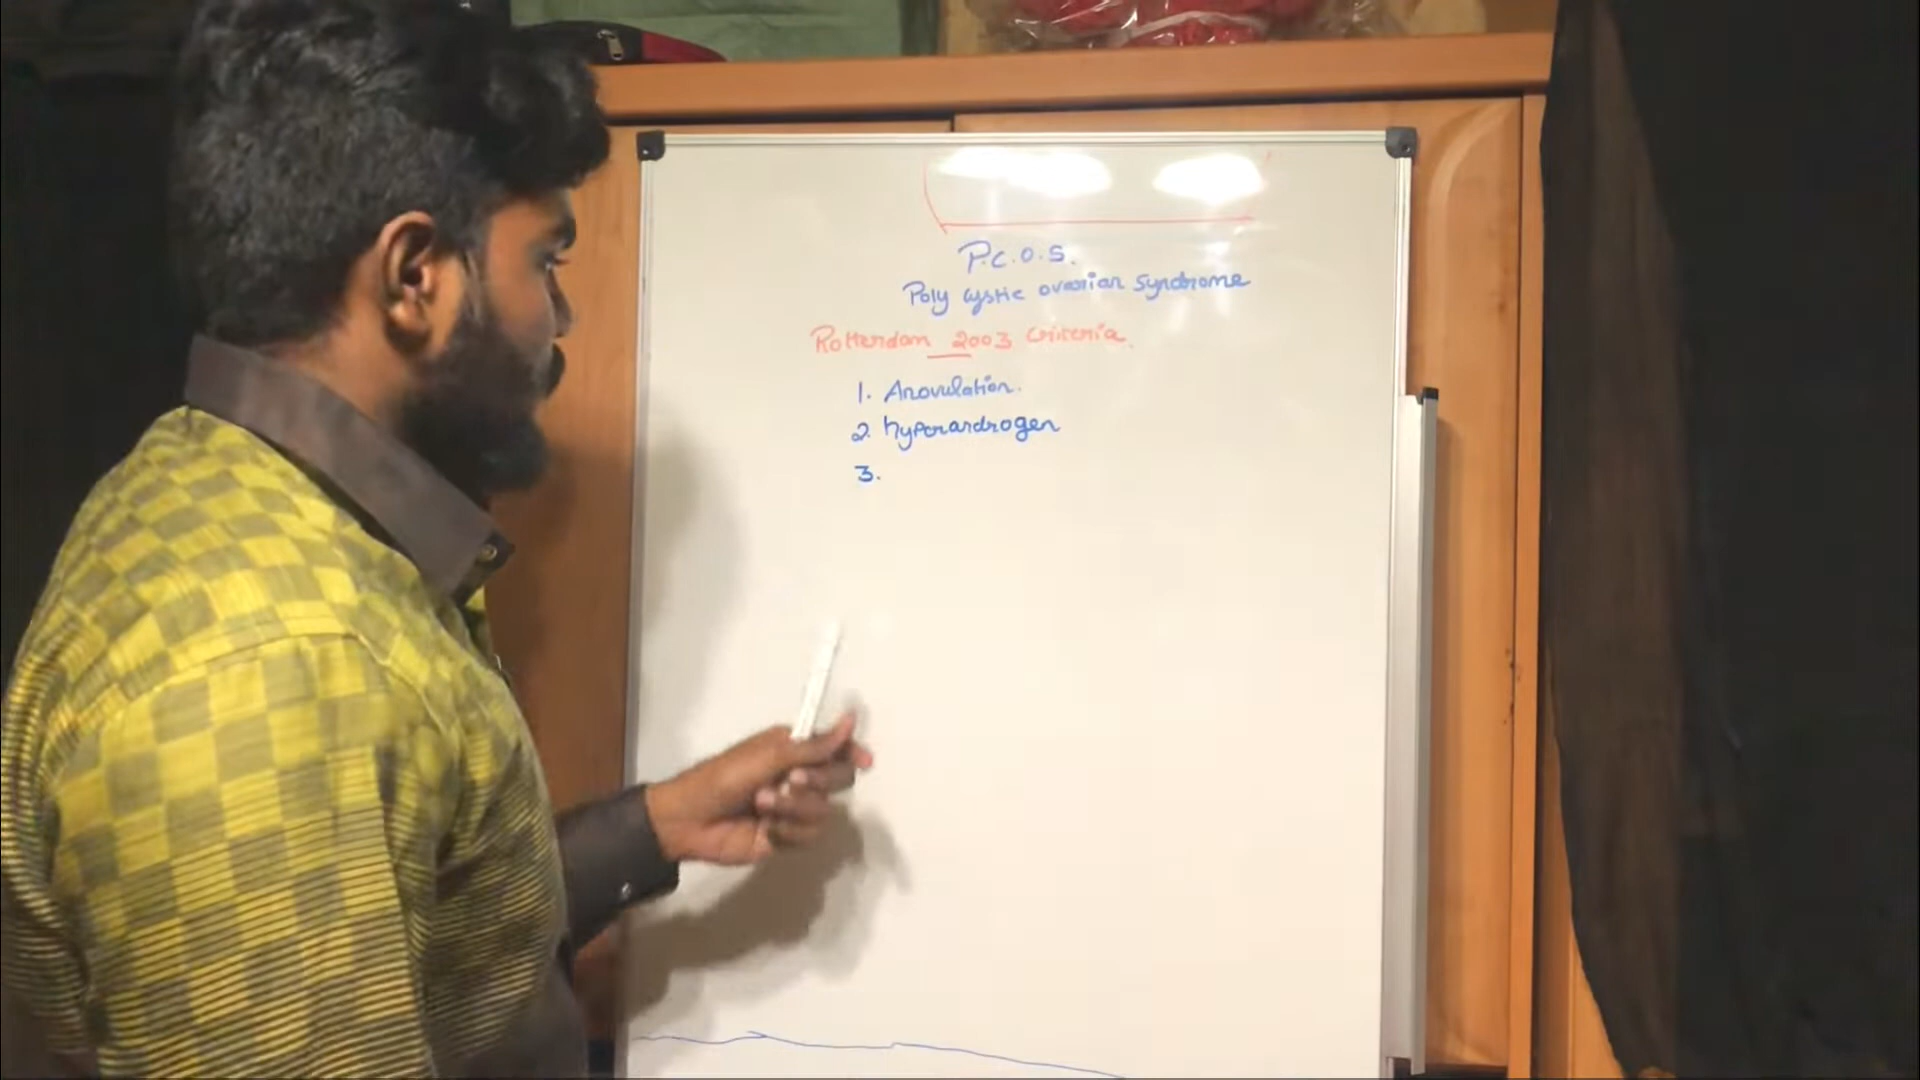 P.C.O.S.
Poly cystic ovarian Syndrome
Rotterdam 2003 Criteria.
1. Anovulation.
2. hyperandrogen
3.